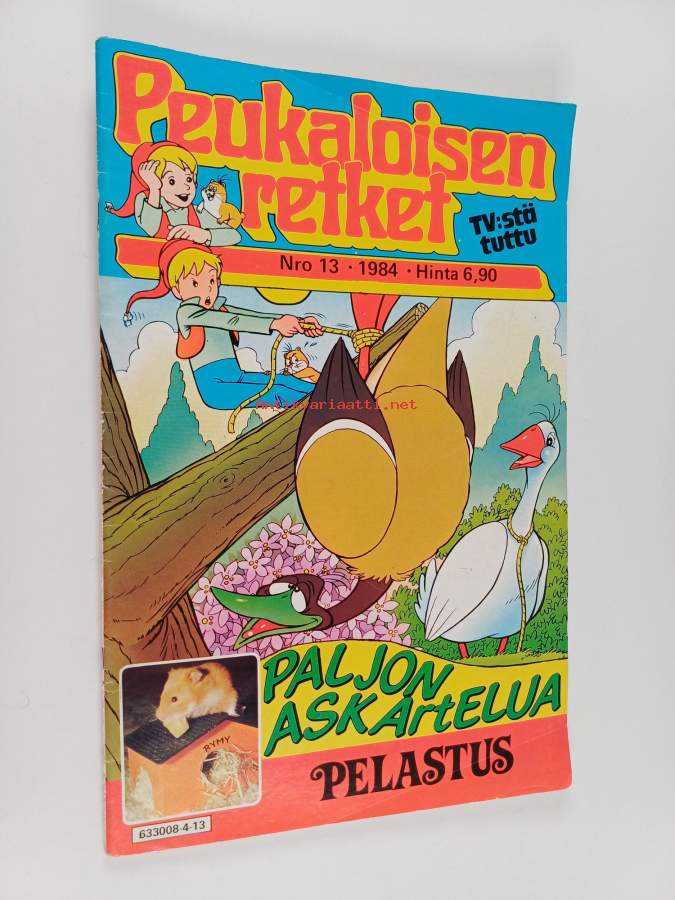 Peukaloisen
retket
TV:stä
tuttu
Nro 13 · 1984 · Hinta 6,90
antikvariaatti.net
PALJON
ASKArtELUA
RYMY
PELASTUS
633008-4-13